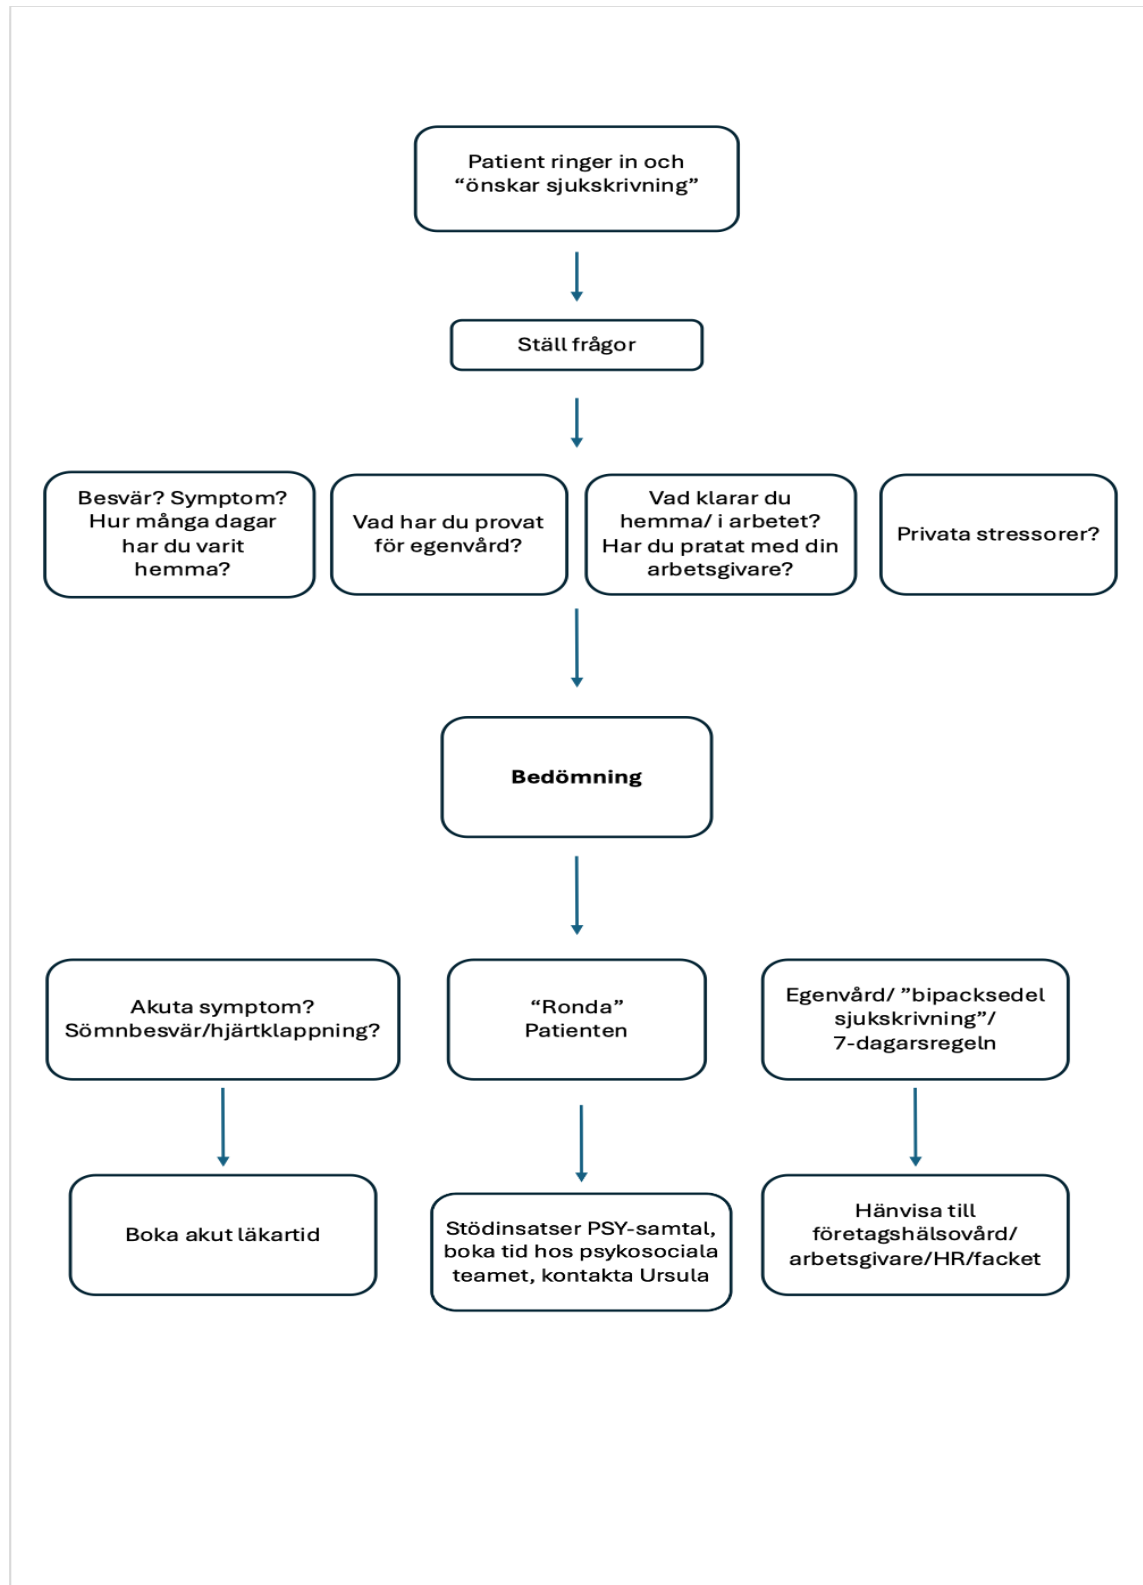 Patient ringer in och
“önskar sjukskrivning”
Ställ frågor
Besvär? Symptom?
Hur många dagar
har du varit
hemma?
Vad har du provat
för egenvård?
Vad klarar du
hemma/ i arbetet?
Har du pratat med din
arbetsgivare?
Privata stressorer?
Bedömning
Akuta symptom?
Sömnbesvär/hjärtklappning?
“Ronda”
Patienten
Egenvård/ ”bipacksedel
sjukskrivning”/
7-dagarsregeln
Boka akut läkartid
Stödinsatser PSY-samtal,
boka tid hos psykosociala
teamet, kontakta Ursula
Hänvisa till
företagshälsovård/
arbetsgivare/HR/facket